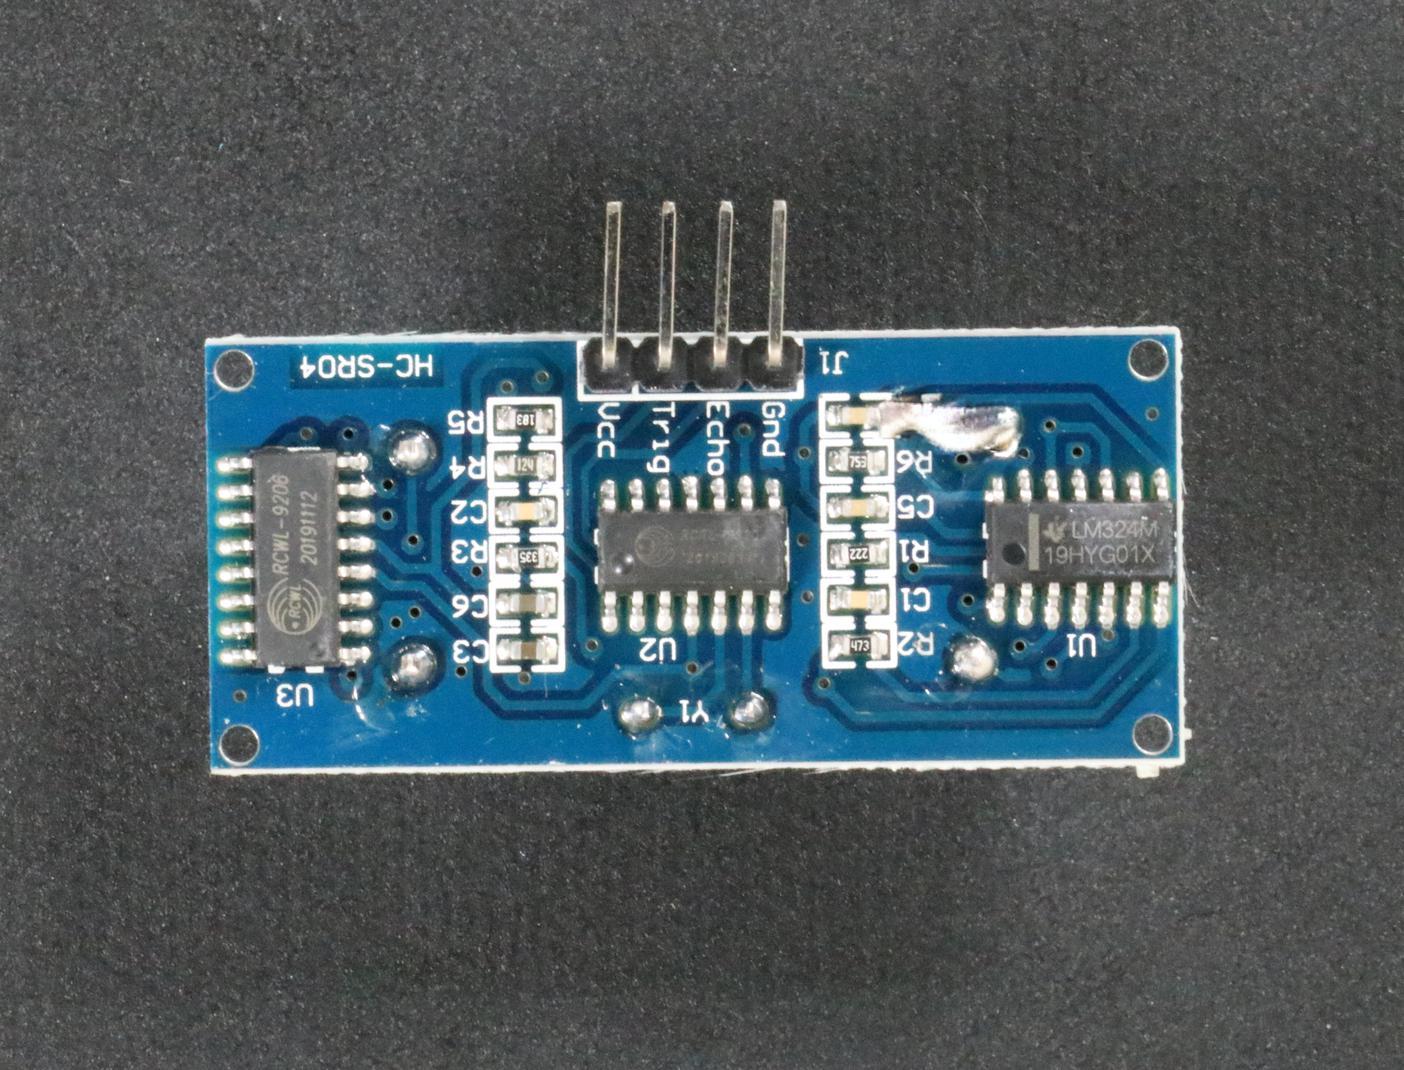 HC-SR04
J1
Vcc
Trig
Echo
Gnd
R5
183
R4
124
C2
R3
335
C6
C3
R6
753
C5
R1
222
C1
R2
473
RCWL-9206
20191112
RCWL
U3
U2
Y1
LM324M
19HYG01X
U1